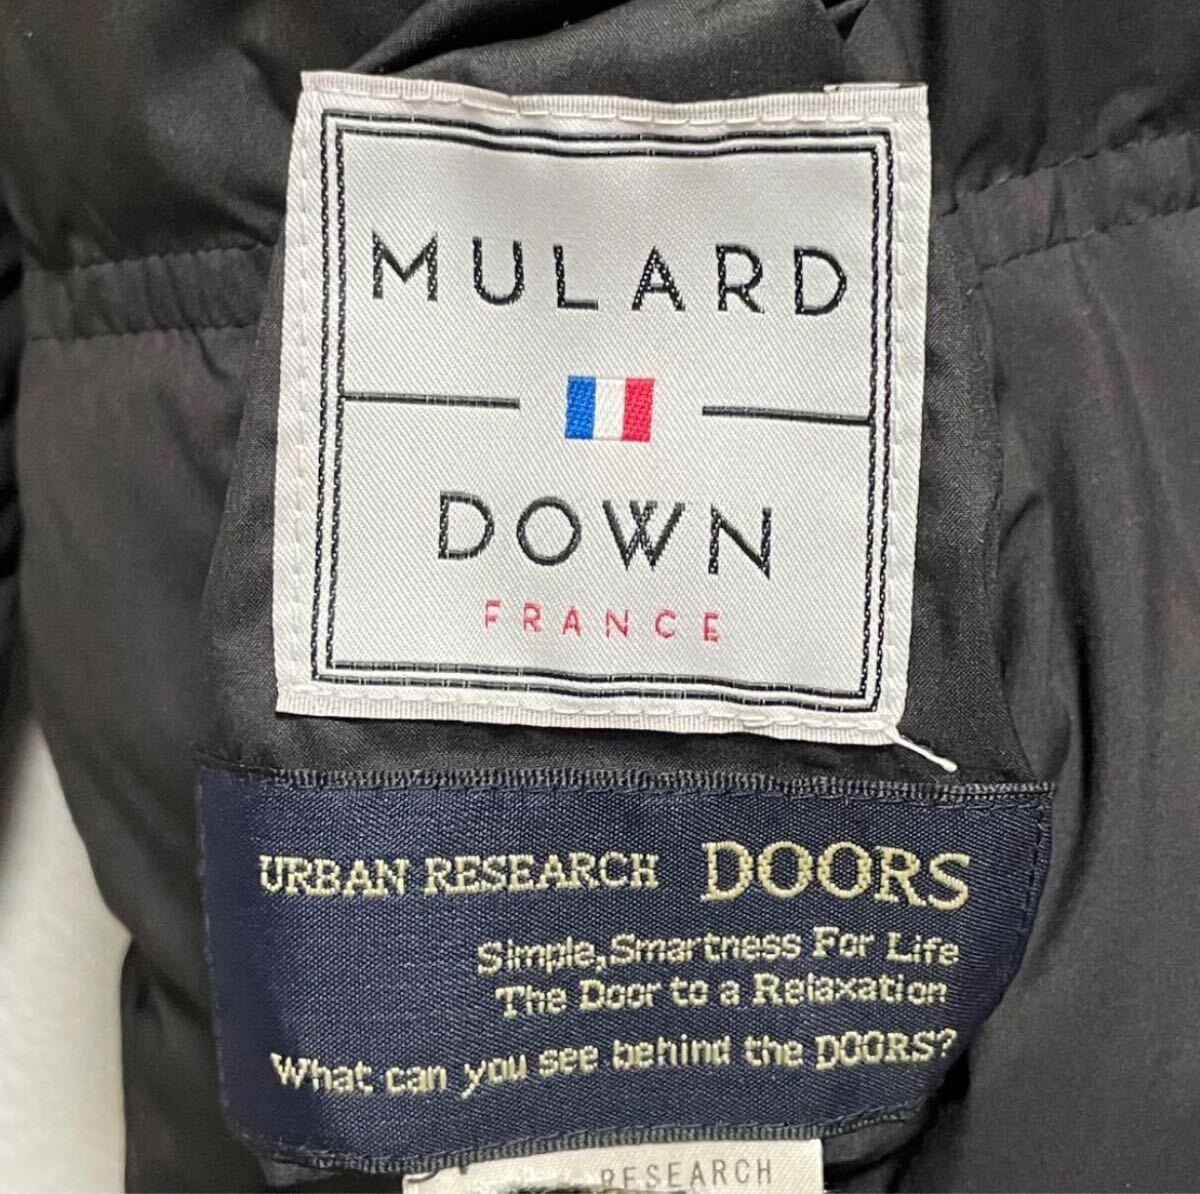 MULARD
DOWN
FRANCE
URBAN RESEARCH DOORS
Simple, Smartness For Life
The Door to a Relaxation
What can you see behind the DOORS?
RESEARCH